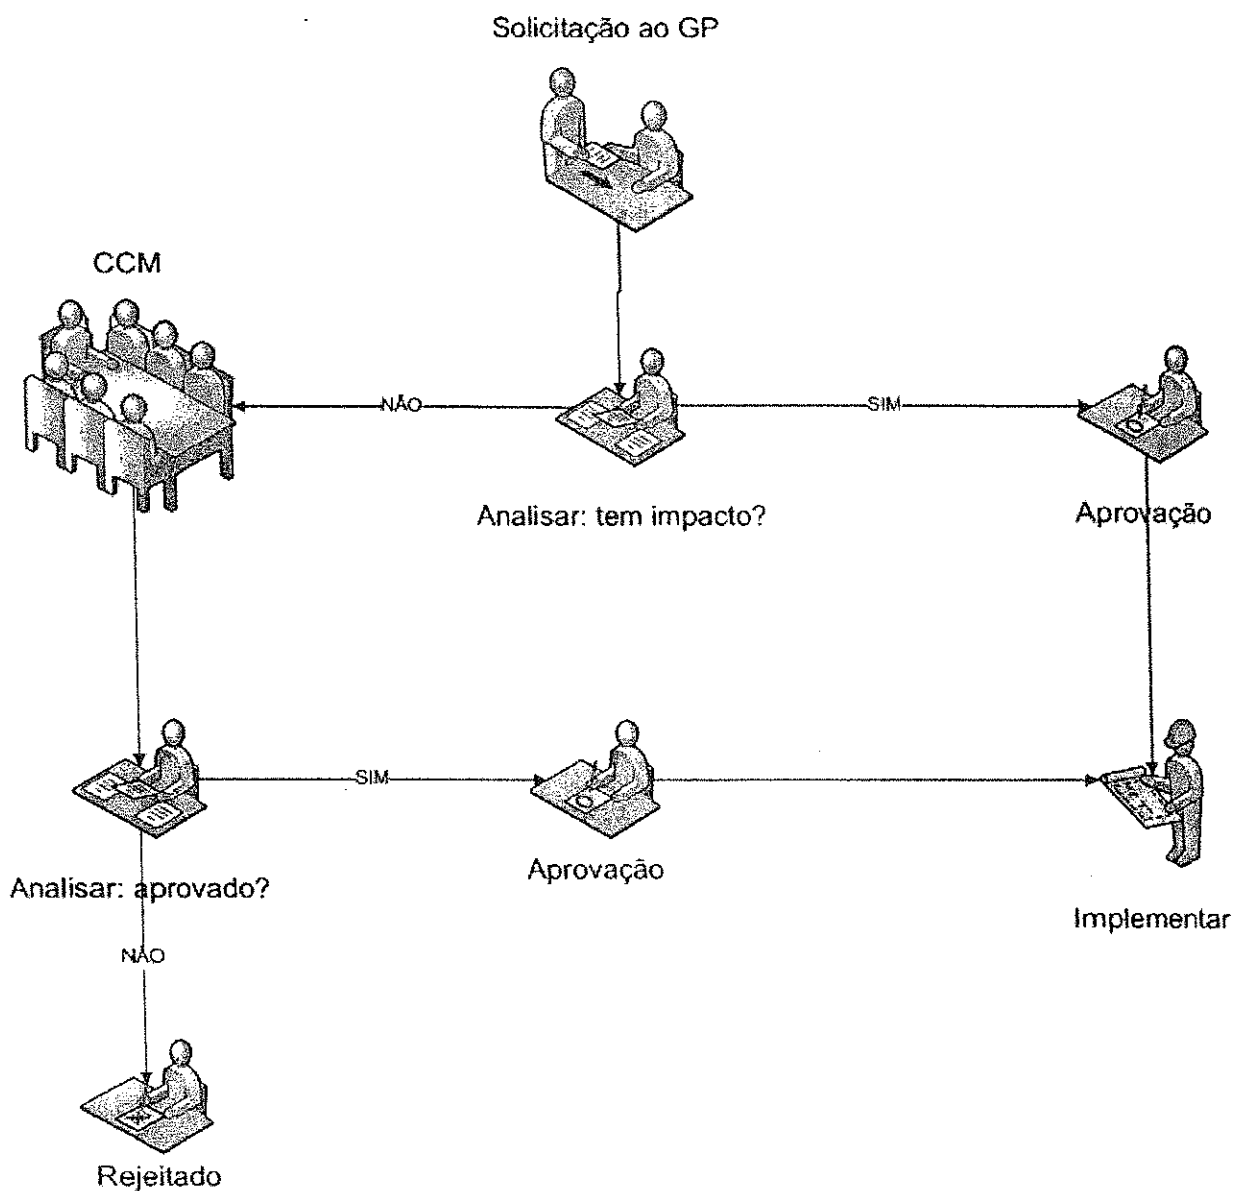 Solicitação ao GP
CCM
NÃO
SIM
Analisar: tem impacto?
Aprovação
SIM
Analisar: aprovado?
Aprovação
Implementar
NÃO
Rejeitado